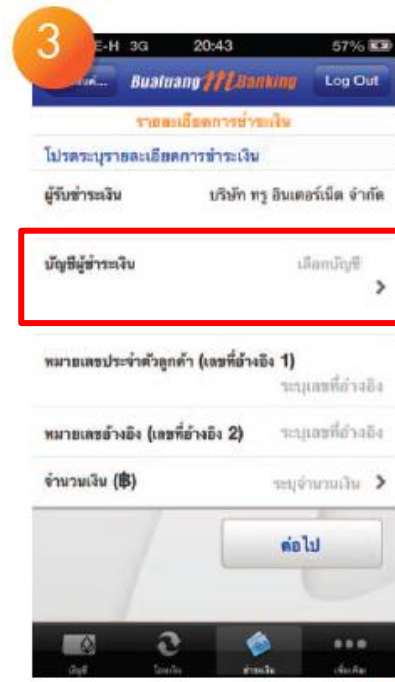 3
E-H 3G 20:43 57%
Bualuang mBanking Log Out
รายละเอียดการชำระเงิน
โปรดระบุรายละเอียดการชำระเงิน
ผู้รับชำระเงิน บริษัท ทรู อินเตอร์เน็ต จำกัด
บัญชีผู้ชำระเงิน เลือกบัญชี
หมายเลขประจำตัวลูกค้า (เลขที่อ้างอิง 1)
ระบุเลขที่อ้างอิง
หมายเลขอ้างอิง (เลขที่อ้างอิง 2) ระบุเลขที่อ้างอิง
จำนวนเงิน (฿) ระบุจำนวนเงิน
ต่อไป
บัญชี โอนเงิน ชำระเงิน เพิ่มเติม